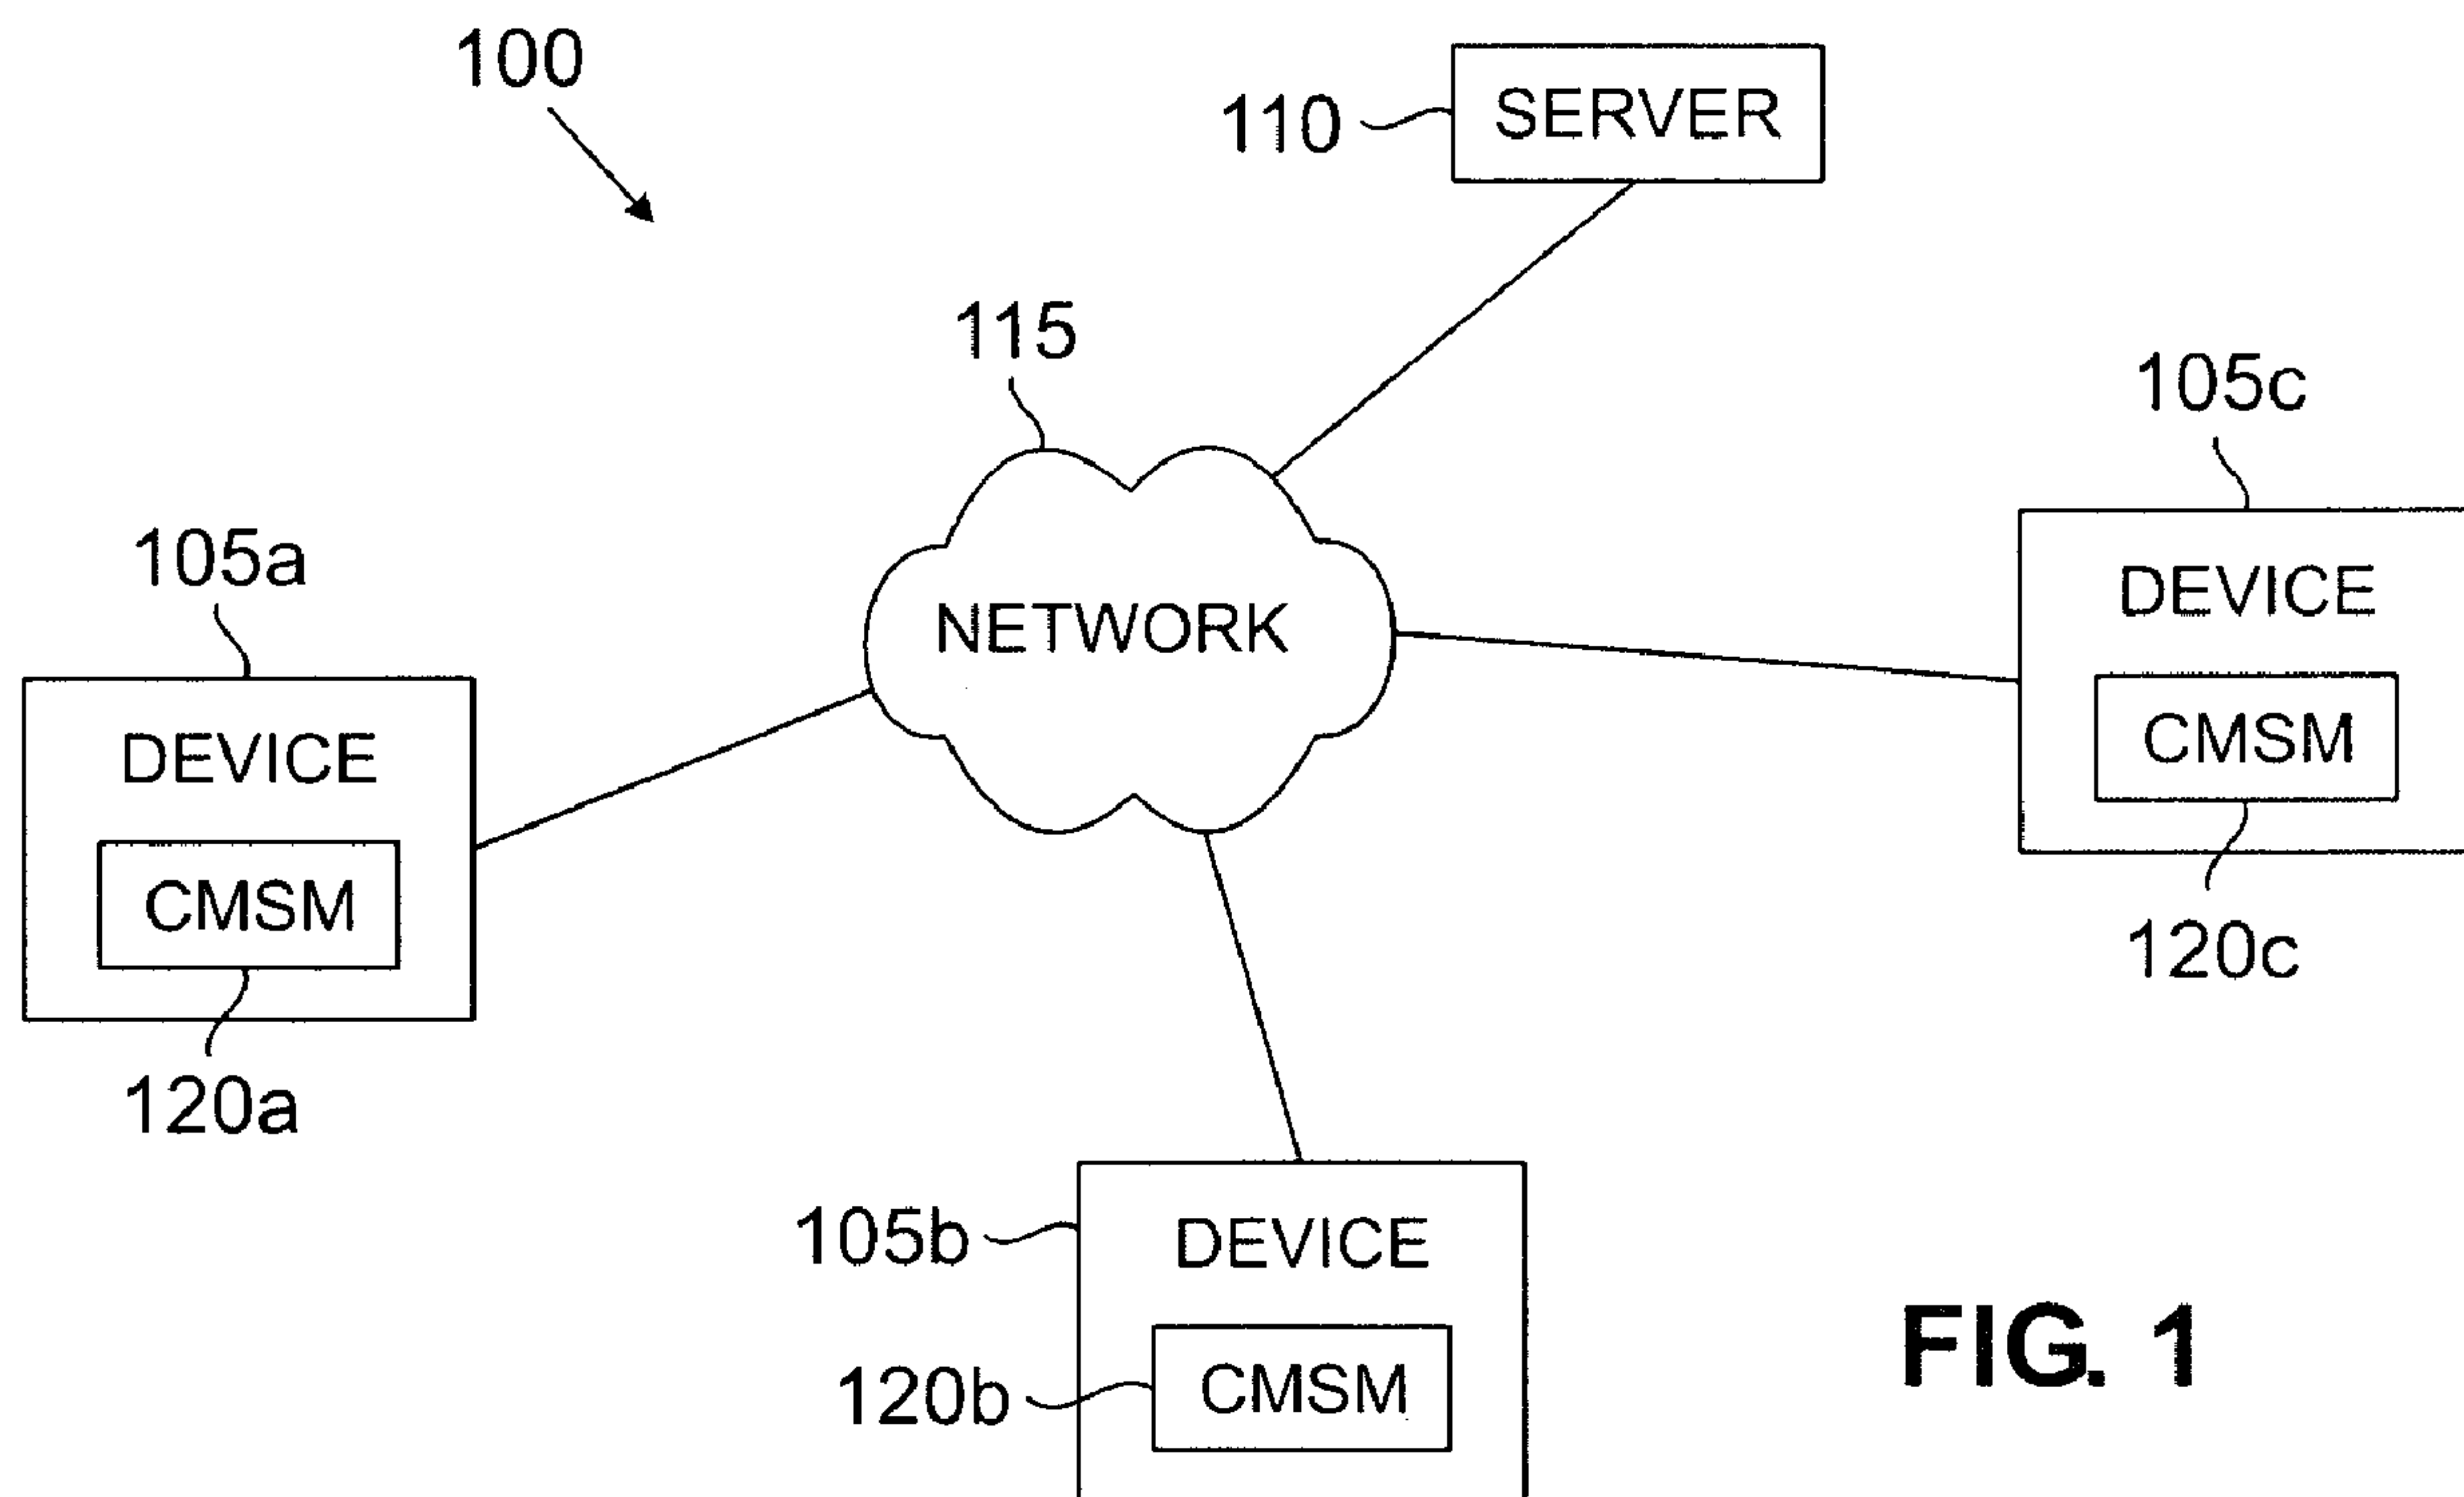 100
110
SERVER
115
105c
105a
NETWORK
DEVICE
DEVICE
CMSM
CMSM
120c
120a
105b
DEVICE
FIG. 1
120b
CMSM